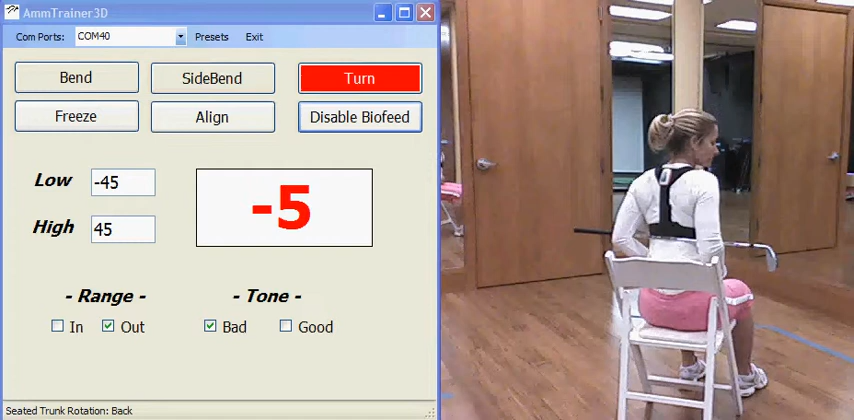 AmmTrainer3D
Com Ports: COM40 Presets Exit
Bend SideBend Turn
Freeze Align Disable Biofeed
Low -45
-5
High 45
- Range - - Tone -
In Out Bad Good
Seated Trunk Rotation: Back